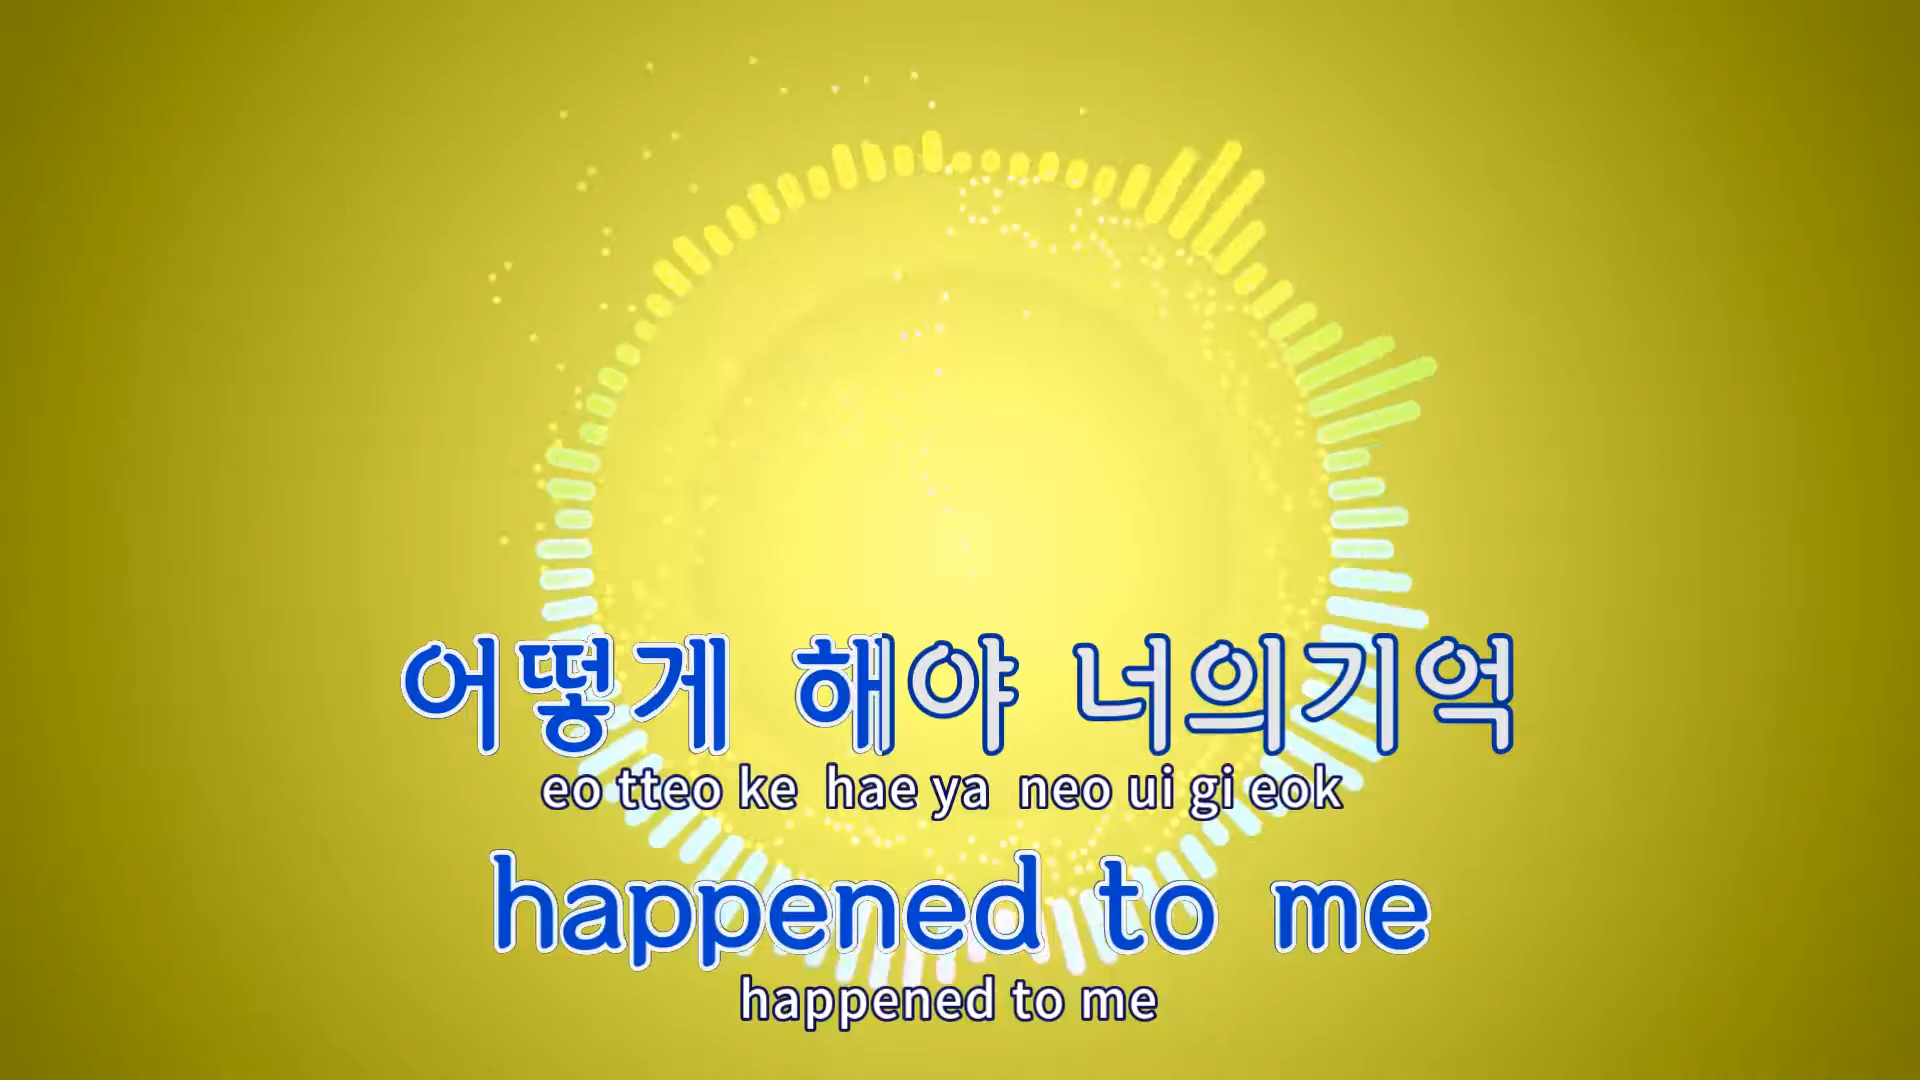 어떻게 해야 너의기억
eo tteo ke hae ya neo ui gi eok
happened to me
happened to me